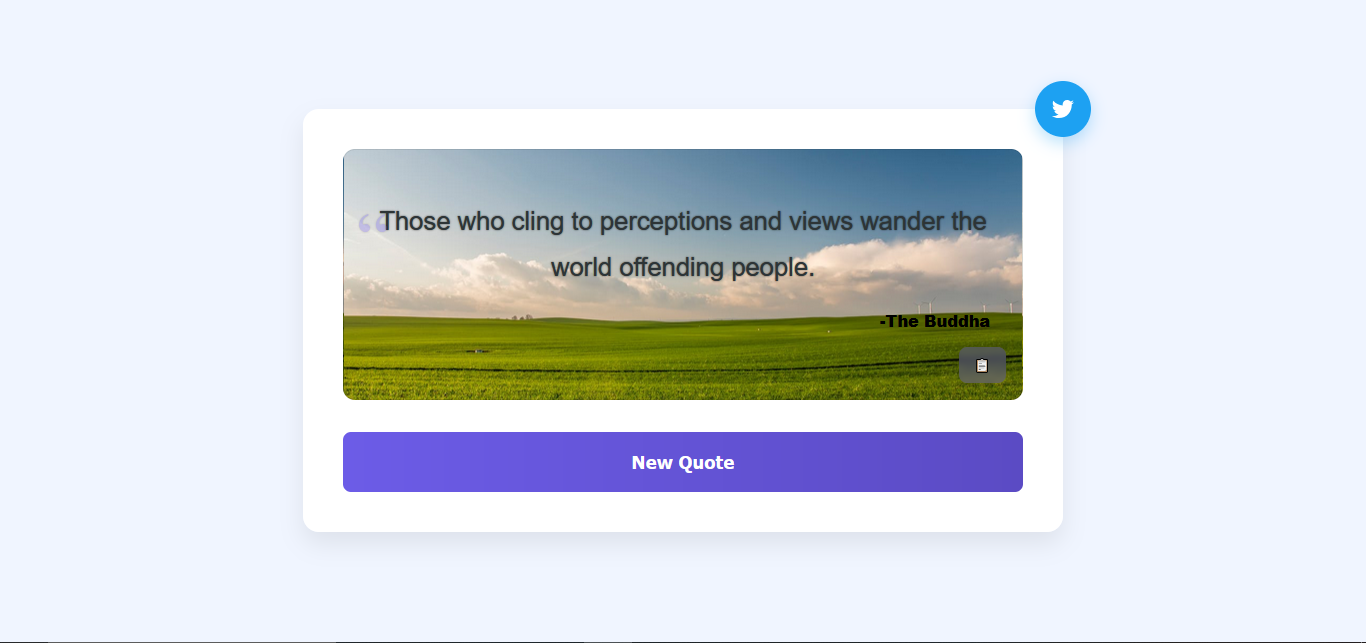 “Those who cling to perceptions and views wander the
world offending people.
-The Buddha
New Quote